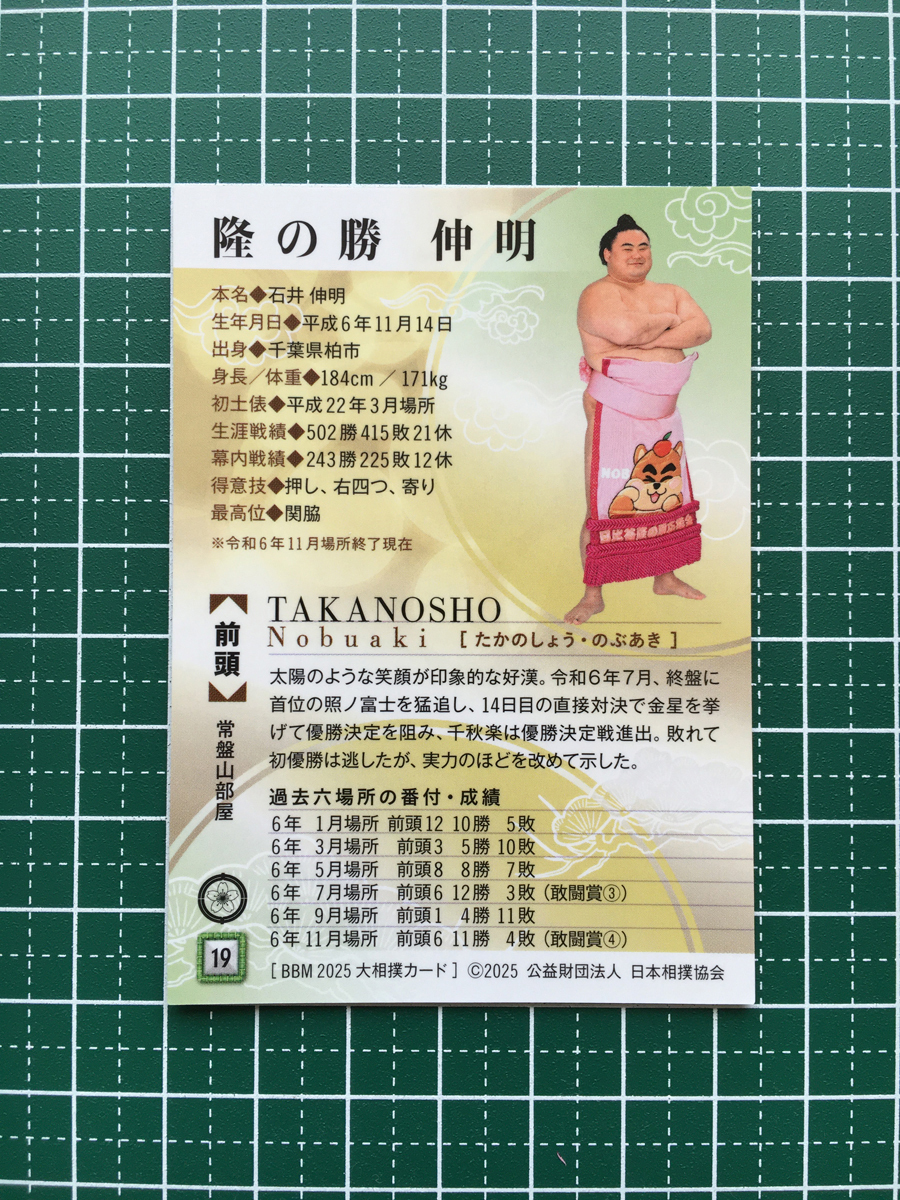 隆の勝 伸明
本名◆石井 伸明
生年月日◆平成6年11月14日
出身◆千葉県柏市
身長／体重◆184cm ／ 171kg
初土俵◆平成22年3月場所
生涯戦績◆502勝415敗21休
幕内戦績◆243勝225敗12休
得意技◆押し、右四つ、寄り
最高位◆関脇
※令和6年11月場所終了現在
NOB
前頭
常盤山部屋
TAKANOSHO
Nobuaki [ たかのしょう・のぶあき ]
太陽のような笑顔が印象的な好漢。令和6年7月、終盤に
首位の照ノ富士を猛追し、14日目の直接対決で金星を挙
げて優勝決定を阻み、千秋楽は優勝決定戦進出。敗れて
初優勝は逃したが、実力のほどを改めて示した。
過去六場所の番付・成績
6年 1月場所 前頭12 10勝 5敗
6年 3月場所 前頭3 5勝 10敗
6年 5月場所 前頭8 8勝 7敗
6年 7月場所 前頭6 12勝 3敗（敢闘賞③）
6年 9月場所 前頭1 4勝 11敗
6年11月場所 前頭6 11勝 4敗（敢闘賞④）
19
[ BBM 2025 大相撲カード ] ©2025 公益財団法人 日本相撲協会